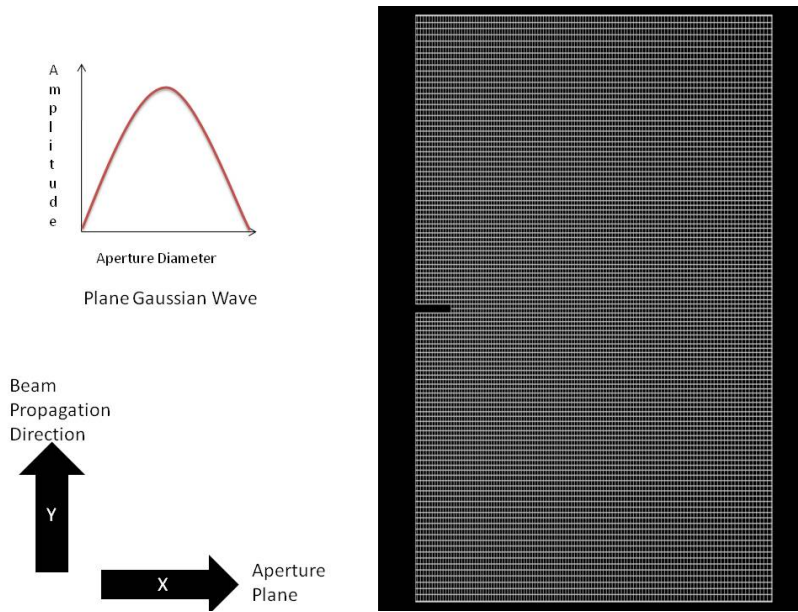 A
m
p
l
i
t
u
d
e
Aperture Diameter
Plane Gaussian Wave
Beam
Propagation
Direction
Y
X
Aperture
Plane